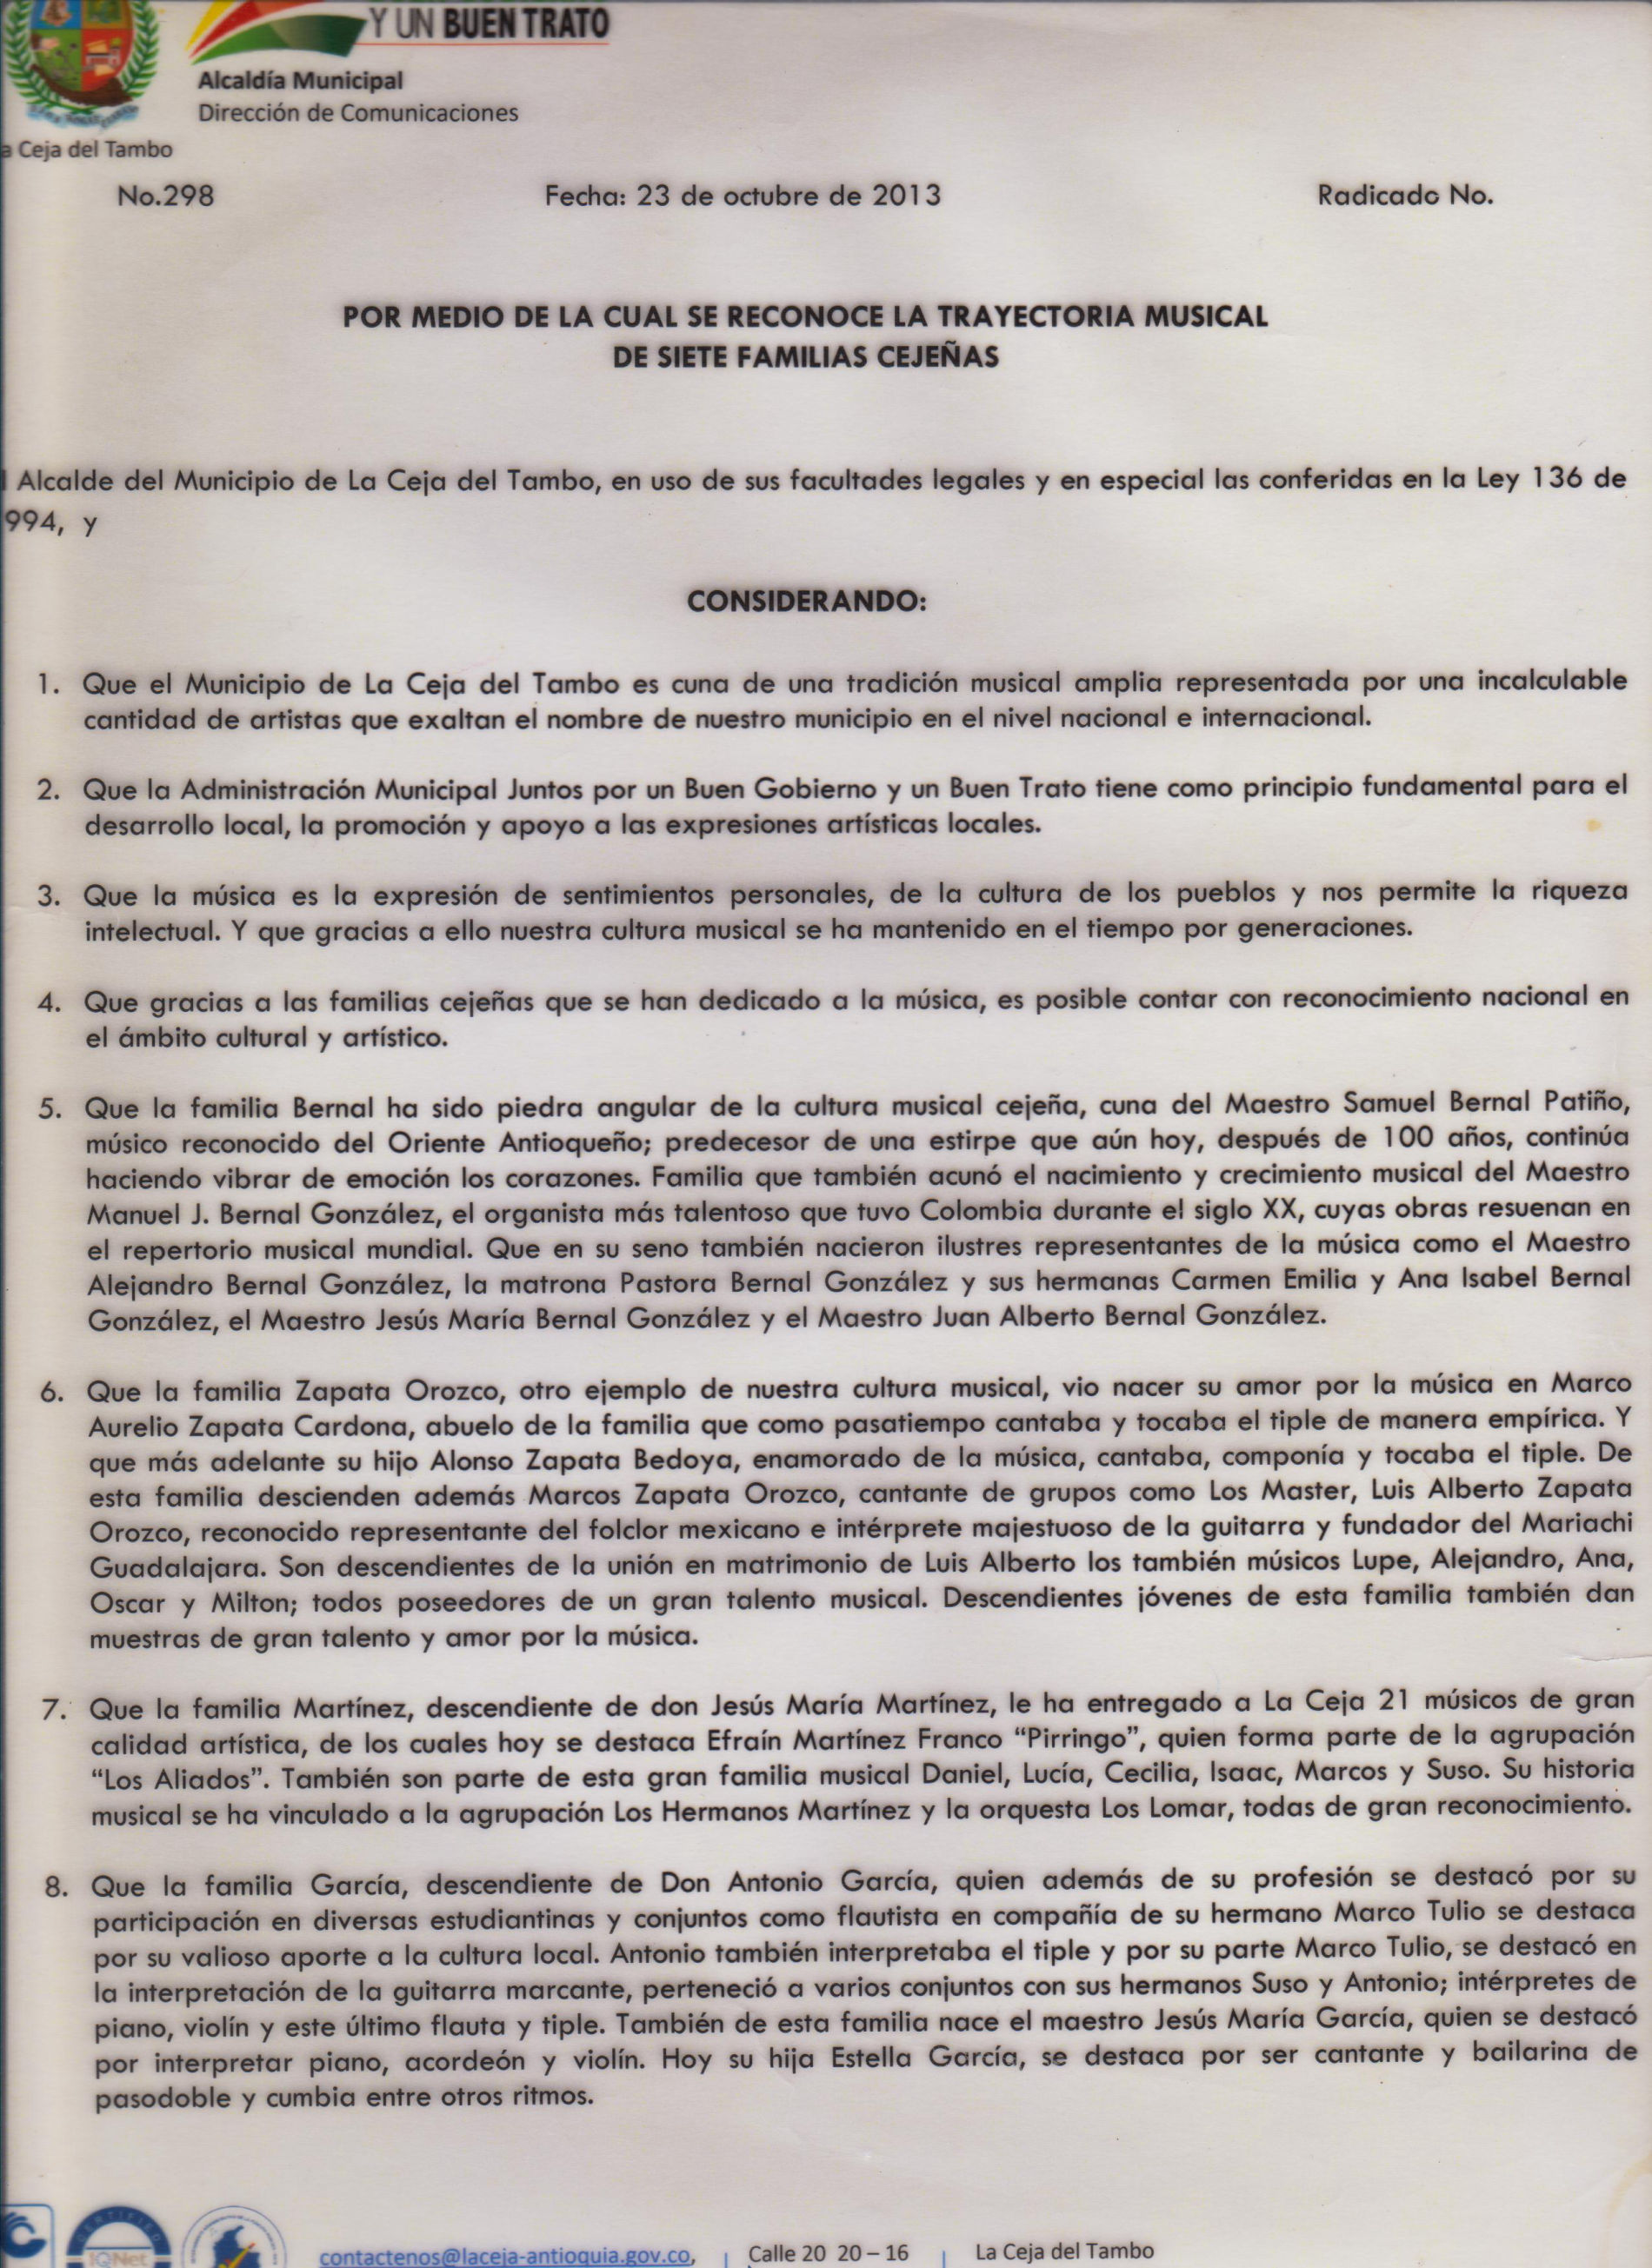 Y UN BUEN TRATO
Alcaldía Municipal
Dirección de Comunicaciones
a Ceja del Tambo
No.298 Fecha: 23 de octubre de 2013 Radicado No.
POR MEDIO DE LA CUAL SE RECONOCE LA TRAYECTORIA MUSICAL
DE SIETE FAMILIAS CEJEÑAS
l Alcalde del Municipio de La Ceja del Tambo, en uso de sus facultades legales y en especial las conferidas en la Ley 136 de
994, y
CONSIDERANDO:
1. Que el Municipio de La Ceja del Tambo es cuna de una tradición musical amplia representada por una incalculable
cantidad de artistas que exaltan el nombre de nuestro municipio en el nivel nacional e internacional.
2. Que la Administración Municipal Juntos por un Buen Gobierno y un Buen Trato tiene como principio fundamental para el
desarrollo local, la promoción y apoyo a las expresiones artísticas locales.
3. Que la música es la expresión de sentimientos personales, de la cultura de los pueblos y nos permite la riqueza
intelectual. Y que gracias a ello nuestra cultura musical se ha mantenido en el tiempo por generaciones.
4. Que gracias a las familias cejeñas que se han dedicado a la música, es posible contar con reconocimiento nacional en
el ámbito cultural y artístico.
5. Que la familia Bernal ha sido piedra angular de la cultura musical cejeña, cuna del Maestro Samuel Bernal Patiño,
músico reconocido del Oriente Antioqueño; predecesor de una estirpe que aún hoy, después de 100 años, continúa
haciendo vibrar de emoción los corazones. Familia que también acunó el nacimiento y crecimiento musical del Maestro
Manuel J. Bernal González, el organista más talentoso que tuvo Colombia durante el siglo XX, cuyas obras resuenan en
el repertorio musical mundial. Que en su seno también nacieron ilustres representantes de la música como el Maestro
Alejandro Bernal González, la matrona Pastora Bernal González y sus hermanas Carmen Emilia y Ana Isabel Bernal
González, el Maestro Jesús María Bernal González y el Maestro Juan Alberto Bernal González.
6. Que la familia Zapata Orozco, otro ejemplo de nuestra cultura musical, vio nacer su amor por la música en Marco
Aurelio Zapata Cardona, abuelo de la familia que como pasatiempo cantaba y tocaba el tiple de manera empírica. Y
que más adelante su hijo Alonso Zapata Bedoya, enamorado de la música, cantaba, componía y tocaba el tiple. De
esta familia descienden además Marcos Zapata Orozco, cantante de grupos como Los Master, Luis Alberto Zapata
Orozco, reconocido representante del folclor mexicano e intérprete majestuoso de la guitarra y fundador del Mariachi
Guadalajara. Son descendientes de la unión en matrimonio de Luis Alberto los también músicos Lupe, Alejandro, Ana,
Oscar y Milton; todos poseedores de un gran talento musical. Descendientes jóvenes de esta familia también dan
muestras de gran talento y amor por la música.
7. Que la familia Martínez, descendiente de don Jesús María Martínez, le ha entregado a La Ceja 21 músicos de gran
calidad artística, de los cuales hoy se destaca Efraín Martínez Franco “Pirringo”, quien forma parte de la agrupación
“Los Aliados”. También son parte de esta gran familia musical Daniel, Lucía, Cecilia, Isaac, Marcos y Suso. Su historia
musical se ha vinculado a la agrupación Los Hermanos Martínez y la orquesta Los Lomar, todas de gran reconocimiento.
8. Que la familia García, descendiente de Don Antonio García, quien además de su profesión se destacó por su
participación en diversas estudiantinas y conjuntos como flautista en compañía de su hermano Marco Tulio se destaca
por su valioso aporte a la cultura local. Antonio también interpretaba el tiple y por su parte Marco Tulio, se destacó en
la interpretación de la guitarra marcante, perteneció a varios conjuntos con sus hermanos Suso y Antonio; intérpretes de
piano, violín y este último flauta y tiple. También de esta familia nace el maestro Jesús María García, quien se destacó
por interpretar piano, acordeón y violín. Hoy su hija Estella García, se destaca por ser cantante y bailarina de
pasodoble y cumbia entre otros ritmos.
CERTIFIED
IQNet
contactenos@laceja-antioquia.gov.co, | Calle 20 20 – 16 | La Ceja del Tambo